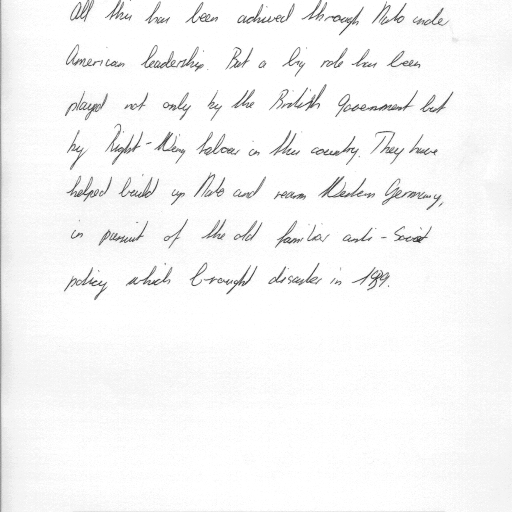 All this has been achieved through Nato under
American leadership. But a big role has been
played not only by the British Government but
by Right-Wing Labour in this country. They have
helped build up Nato and rearm Western Germany,
in pursuit of the old familiar anti-Soviet
policy which brought disaster in 1939.